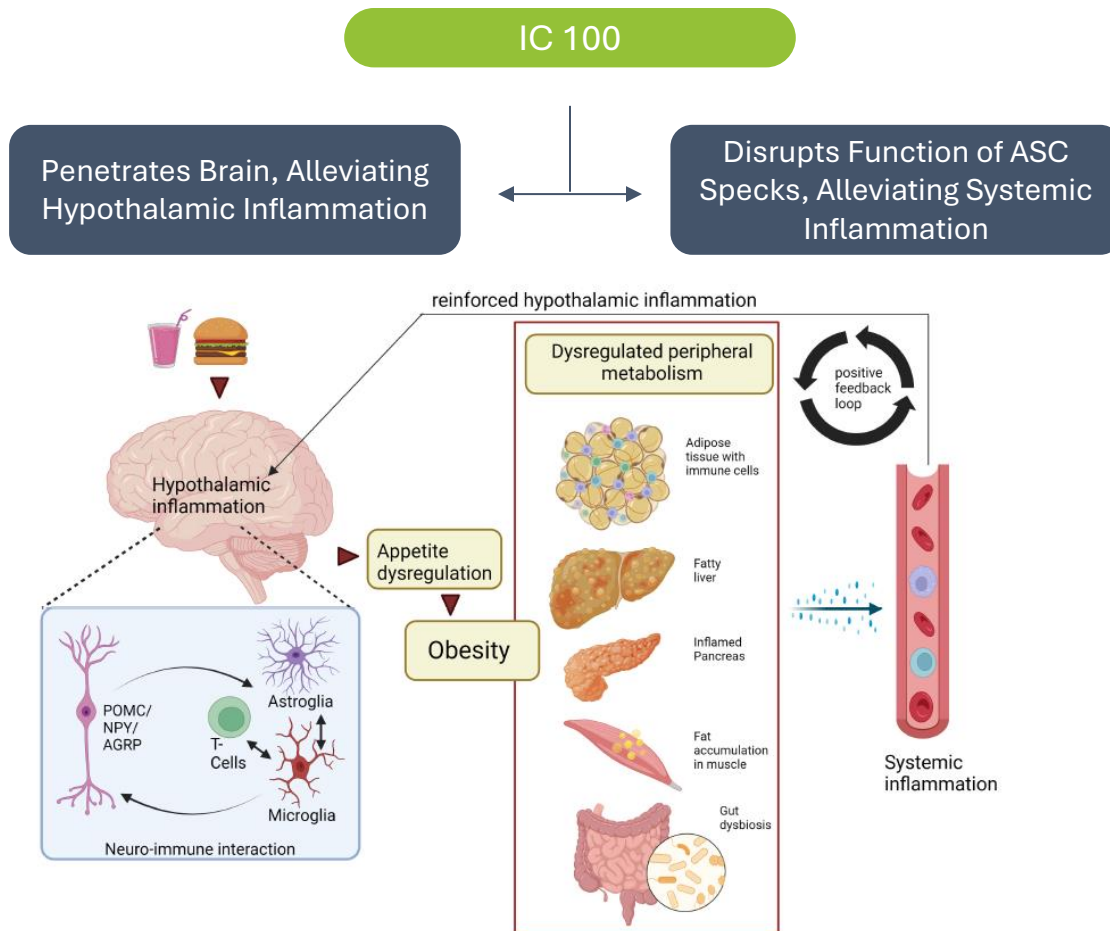 IC 100
Penetrates Brain, Alleviating
Hypothalamic Inflammation
Disrupts Function of ASC
Specks, Alleviating Systemic
Inflammation
reinforced hypothalamic inflammation
Dysregulated peripheral
metabolism
positive
feedback
loop
Adipose
tissue with
immune cells
Hypothalamic
inflammation
Appetite
dysregulation
Fatty
liver
Obesity
Inflamed
Pancreas
Astroglia
POMC/
NPY/
AGRP
T-
Cells
Microglia
Neuro-immune interaction
Fat
accumulation
in muscle
Systemic
inflammation
Gut
dysbiosis